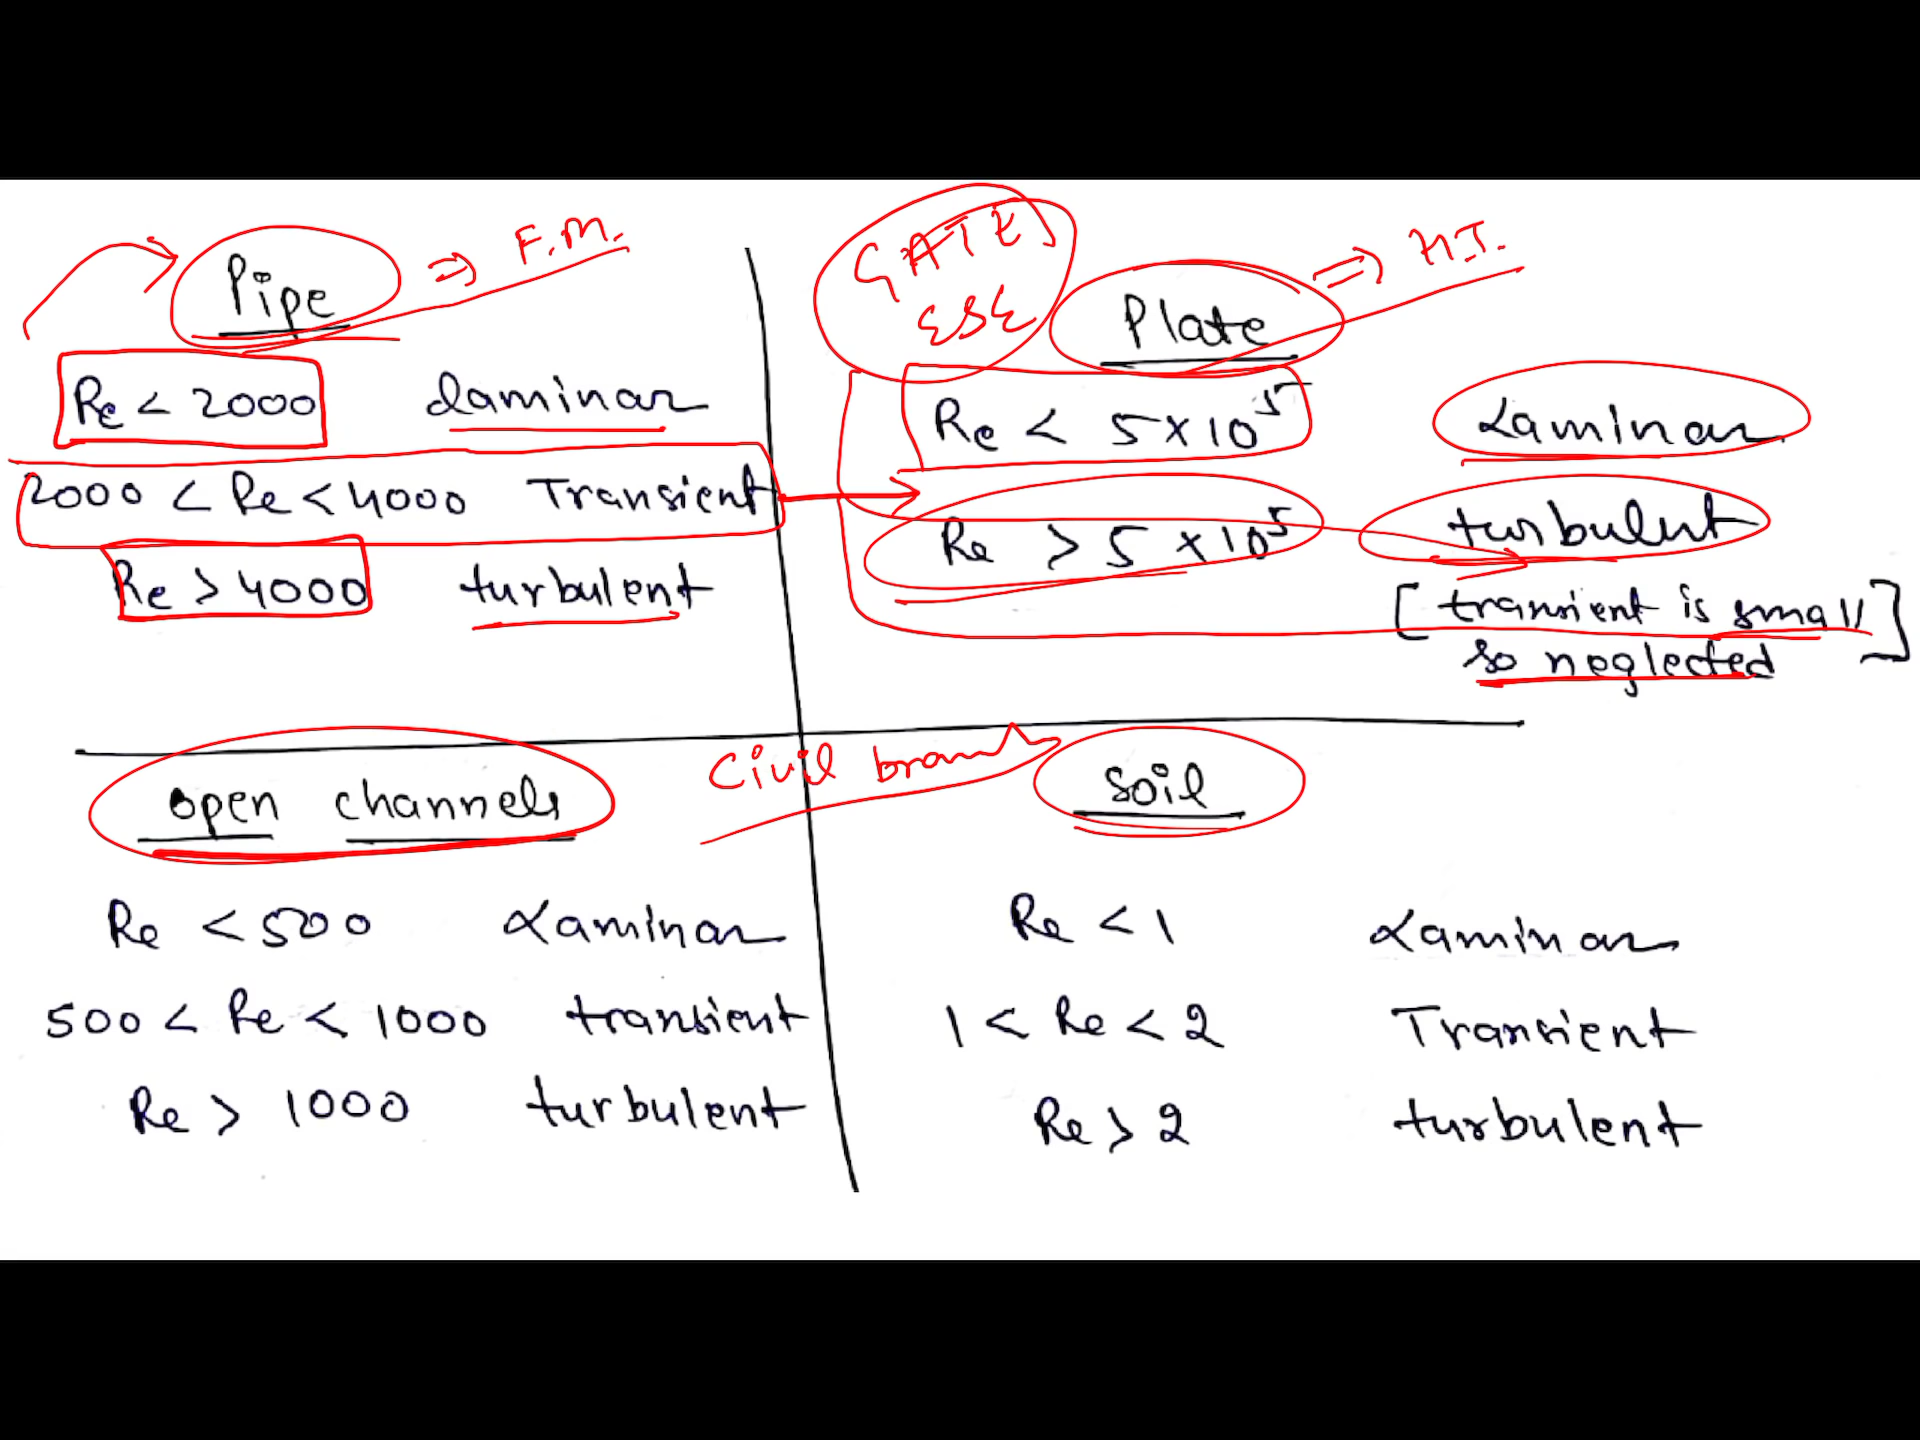 Pipe ⇒ F.M.
Re < 2000 Laminar
2000 < Re < 4000 Transient
Re > 4000 turbulent
GATE,
ESE
Plate ⇒ H.T.
Re < 5×10⁵ Laminar
Re > 5×10⁵ turbulent
[transient is small]
so neglected
Civil branch
open channels
Re < 500 Laminar
500 < Re < 1000 transient
Re > 1000 turbulent
Soil
Re < 1 Laminar
1 < Re < 2 Transient
Re > 2 turbulent